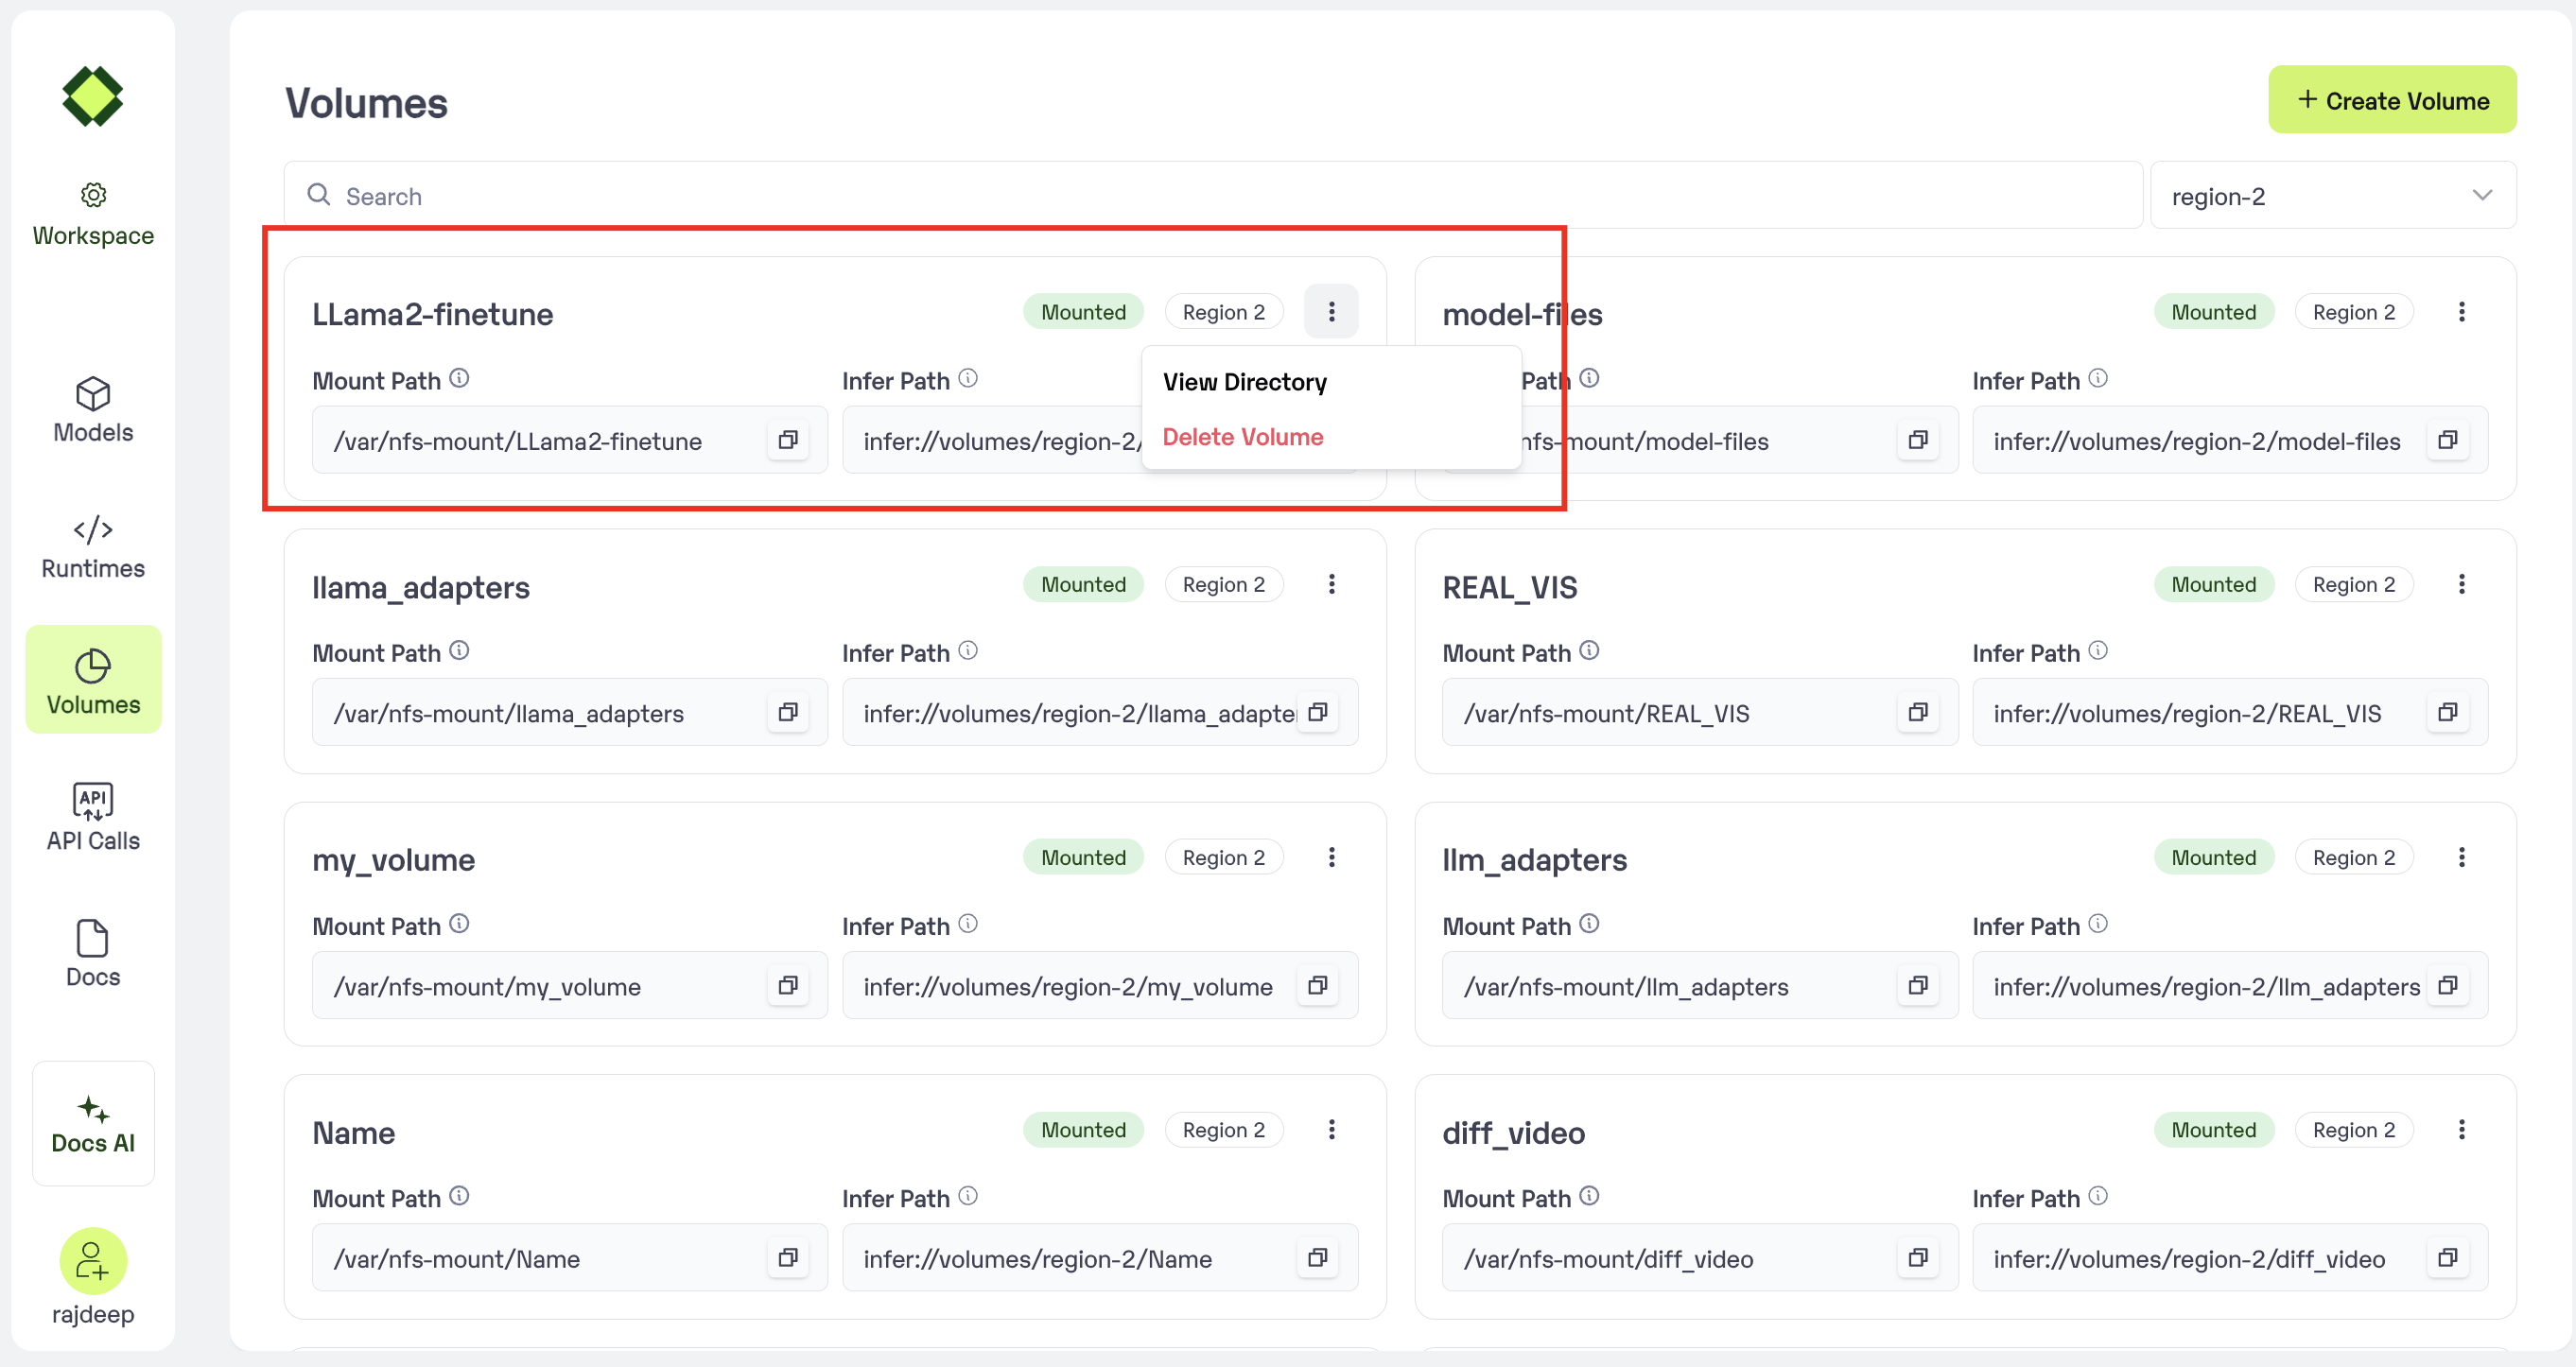 Workspace
Models
Runtimes
Volumes
API
API Calls
Docs
Docs AI
rajdeep
Volumes
+ Create Volume
Search
region-2
LLama2-finetune
Mounted
Region 2
Mount Path
Infer Path
/var/nfs-mount/LLama2-finetune
infer://volumes/region-2/
View Directory
Delete Volume
model-files
Mounted
Region 2
Path
Infer Path
nfs-mount/model-files
infer://volumes/region-2/model-files
llama_adapters
Mounted
Region 2
Mount Path
Infer Path
/var/nfs-mount/llama_adapters
infer://volumes/region-2/llama_adapter
REAL_VIS
Mounted
Region 2
Mount Path
Infer Path
/var/nfs-mount/REAL_VIS
infer://volumes/region-2/REAL_VIS
my_volume
Mounted
Region 2
Mount Path
Infer Path
/var/nfs-mount/my_volume
infer://volumes/region-2/my_volume
llm_adapters
Mounted
Region 2
Mount Path
Infer Path
/var/nfs-mount/llm_adapters
infer://volumes/region-2/llm_adapters
Name
Mounted
Region 2
Mount Path
Infer Path
/var/nfs-mount/Name
infer://volumes/region-2/Name
diff_video
Mounted
Region 2
Mount Path
Infer Path
/var/nfs-mount/diff_video
infer://volumes/region-2/diff_video